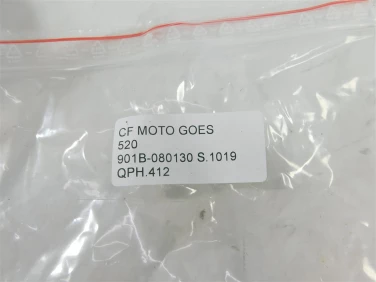 CF MOTO GOES
520
901B-080130 S.1019
QPH.412